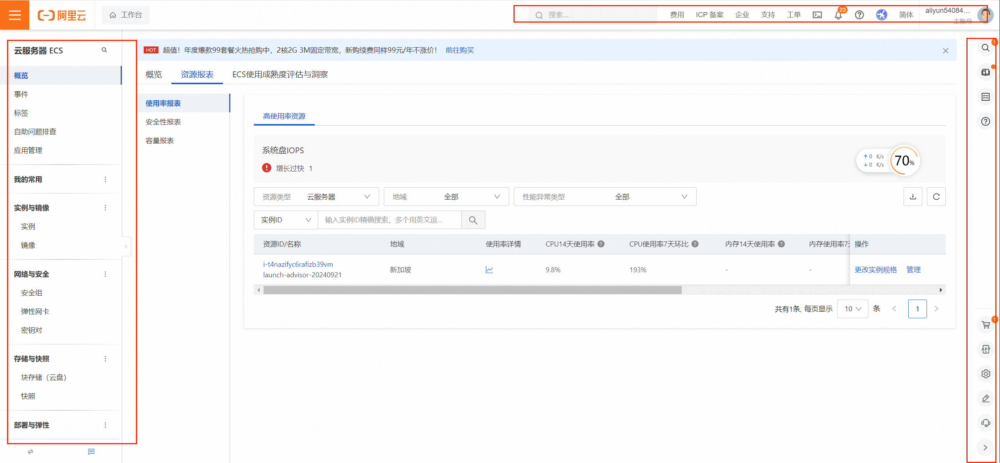 阿里云
工作台
搜索...
费用
ICP 备案
企业
支持
工单
23
简体
aliyun54084...
主账号
云服务器 ECS
概览
事件
标签
自助问题排查
应用管理
我的常用
实例与镜像
实例
镜像
网络与安全
安全组
弹性网卡
密钥对
存储与快照
块存储（云盘）
快照
部署与弹性
HOT 超值！年度爆款99套餐火热抢购中，2核2G 3M固定带宽，新购续费同样99元/年不涨价！ 前往购买
概览
资源报表
ECS使用成熟度评估与洞察
使用率报表
安全性报表
容量报表
高使用率资源
系统盘IOPS
增长过快 1
0 K/s
0 K/s
70%
资源类型 云服务器
地域 全部
性能异常类型 全部
实例ID
输入实例ID精确搜索，多个用英文逗...
资源ID/名称 地域 使用率详情 CPU14天使用率 CPU使用率7天环比 内存14天使用率 内存使用率7 操作
i-t4nazifyc6rafizb39vm
launch-advisor-20240921
新加坡 9.8% 193% - - 更改实例规格 管理
共有1条, 每页显示 10 条 1
1
1
APP